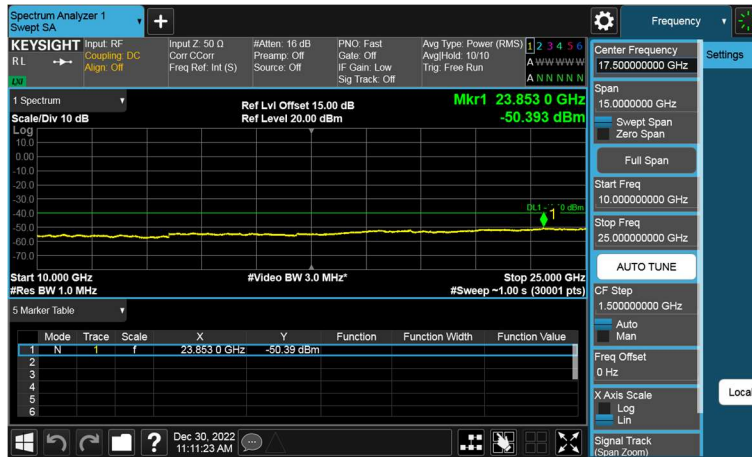 Spectrum Analyzer 1
Swept SA
Frequency
KEYSIGHT
RL
LXI
Input: RF
Coupling: DC
Align: Off
Input Z: 50 Ω
Corr CCorr
Freq Ref: Int (S)
#Atten: 16 dB
Preamp: Off
Source: Off
PNO: Fast
Gate: Off
IF Gain: Low
Sig Track: Off
Avg Type: Power (RMS)
Avg|Hold: 10/10
Trig: Free Run
1 2 3 4 5 6
A W W W W W
A N N N N N
1 Spectrum
Scale/Div 10 dB
Ref Lvl Offset 15.00 dB
Ref Level 20.00 dBm
Mkr1 23.853 0 GHz
-50.393 dBm
Log
10.0
0.00
-10.0
-20.0
-30.0
-40.0
-50.0
-60.0
-70.0
1
Start 10.000 GHz
#Res BW 1.0 MHz
#Video BW 3.0 MHz*
Stop 25.000 GHz
#Sweep ~1.00 s (30001 pts)
5 Marker Table
Mode Trace Scale X Y Function Function Width Function Value
1 N 1 f 23.853 0 GHz -50.39 dBm
2
3
4
5
6
Dec 30, 2022
11:11:23 AM
Center Frequency
17.500000000 GHz
Settings
Span
15.0000000 GHz
Swept Span
Zero Span
Full Span
Start Freq
10.000000000 GHz
Stop Freq
25.000000000 GHz
AUTO TUNE
CF Step
1.500000000 GHz
Auto
Man
Freq Offset
0 Hz
X Axis Scale
Log
Lin
Local
Signal Track
(Span Zoom)